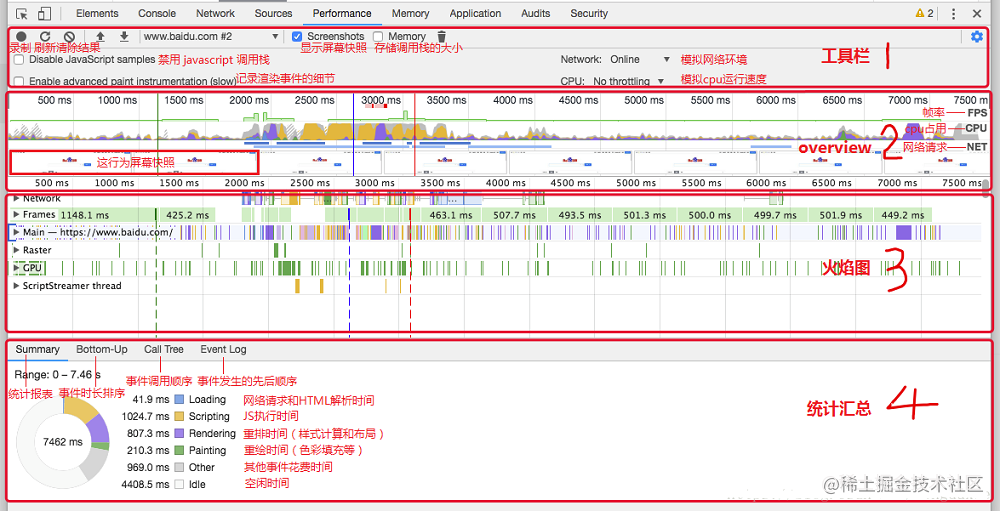 Elements Console Network Sources Performance Memory Application Audits Security 2
www.baidu.com #2 Screenshots Memory
录制 刷新清除结果 显示屏幕快照 存储调用栈的大小
Disable JavaScript samples 禁用 javascript 调用栈 Network: Online 模拟网络环境
工具栏 1
Enable advanced paint instrumentation (slow) 记录渲染事件的细节 CPU: No throttling 模拟cpu运行速度
500 ms 1000 ms 1500 ms 2000 ms 2500 ms 3000 ms 3500 ms 4000 ms 4500 ms 5000 ms 5500 ms 6000 ms 6500 ms 7000 ms 7500 m
帧率 FPS
cpu占用 CPU
overview 2 网络请求 NET
这行为屏幕快照
500 ms 1000 ms 1500 ms 2000 ms 2500 ms 3000 ms 3500 ms 4000 ms 4500 ms 5000 ms 5500 ms 6000 ms 6500 ms 7000 ms 7500 m
Network
Frames 1148.1 ms 425.2 ms 463.1 ms 507.7 ms 493.5 ms 501.3 ms 500.0 ms 499.7 ms 501.9 ms 449.2 ms
Main — https://www.baidu.com/
Raster
GPU
火焰图 3
ScriptStreamer thread
Summary Bottom-Up Call Tree Event Log
Range: 0 – 7.46 s
事件调用顺序 事件发生的先后顺序
统计报表 事件时长排序
41.9 ms Loading 网络请求和HTML解析时间
统计汇总 4
1024.7 ms Scripting JS执行时间
807.3 ms Rendering 重排时间（样式计算和布局）
7462 ms
210.3 ms Painting 重绘时间（色彩填充等）
969.0 ms Other 其他事件花费时间
4408.5 ms Idle 空闲时间
@稀土掘金技术社区